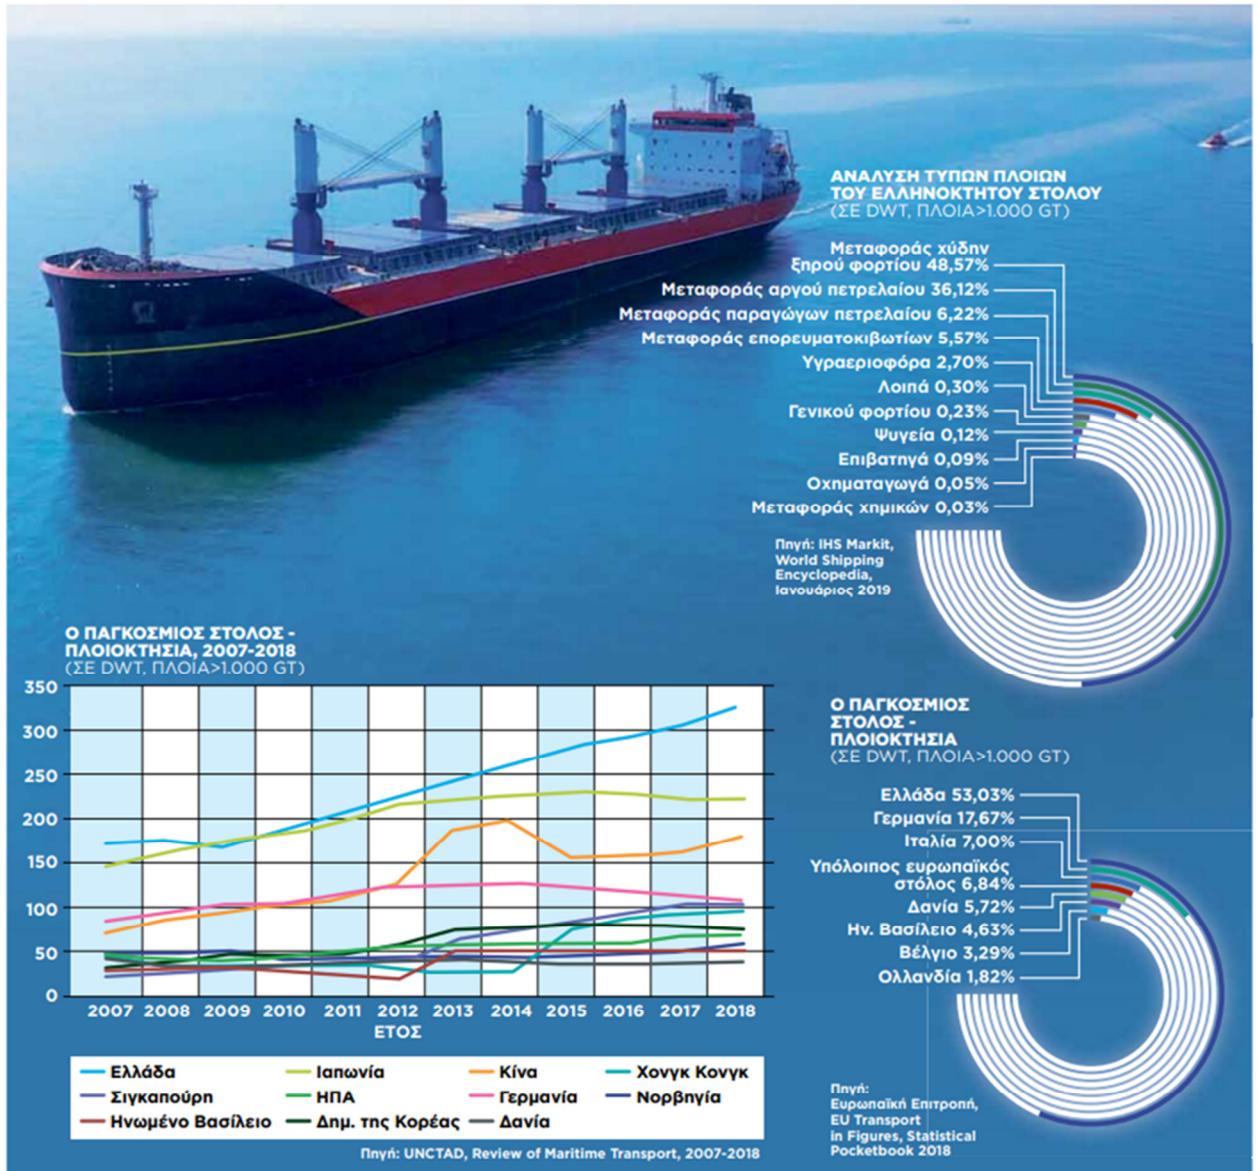 ΑΝΑΛΥΣΗ ΤΥΠΩΝ ΠΛΟΙΩΝ
ΤΟΥ ΕΛΛΗΝΟΚΤΗΤΟΥ ΣΤΟΛΟΥ
(ΣΕ DWT, ΠΛΟΙΑ>1.000 GT)
Μεταφοράς χύδην
ξηρού φορτίου 48,57%
Μεταφοράς αργού πετρελαίου 36,12%
Μεταφοράς παραγώγων πετρελαίου 6,22%
Μεταφοράς επορευματοκιβωτίων 5,57%
Υγραεριοφόρα 2,70%
Λοιπά 0,30%
Γενικού φορτίου 0,23%
Ψυγεία 0,12%
Επιβατηγά 0,09%
Οχηματαγωγά 0,05%
Μεταφοράς χημικών 0,03%
Πηγή: IHS Markit,
World Shipping
Encyclopedia,
Ιανουάριος 2019
Ο ΠΑΓΚΟΣΜΙΟΣ ΣΤΟΛΟΣ -
ΠΛΟΙΟΚΤΗΣΙΑ, 2007-2018
(ΣΕ DWT, ΠΛΟΙΑ>1.000 GT)
350
300
250
200
150
100
50
0
2007 2008 2009 2010 2011 2012 2013 2014 2015 2016 2017 2018
ΕΤΟΣ
Ελλάδα Ιαπωνία Κίνα Χονγκ Κονγκ
Σιγκαπούρη ΗΠΑ Γερμανία Νορβηγία
Ηνωμένο Βασίλειο Δημ. της Κορέας Δανία
Πηγή: UNCTAD, Review of Maritime Transport, 2007-2018
Ο ΠΑΓΚΟΣΜΙΟΣ
ΣΤΟΛΟΣ -
ΠΛΟΙΟΚΤΗΣΙΑ
(ΣΕ DWT, ΠΛΟΙΑ>1.000 GT)
Ελλάδα 53,03%
Γερμανία 17,67%
Ιταλία 7,00%
Υπόλοιπος ευρωπαϊκός
στόλος 6,84%
Δανία 5,72%
Ην. Βασίλειο 4,63%
Βέλγιο 3,29%
Ολλανδία 1,82%
Πηγή:
Ευρωπαϊκή Επιτροπή,
EU Transport
in Figures, Statistical
Pocketbook 2018